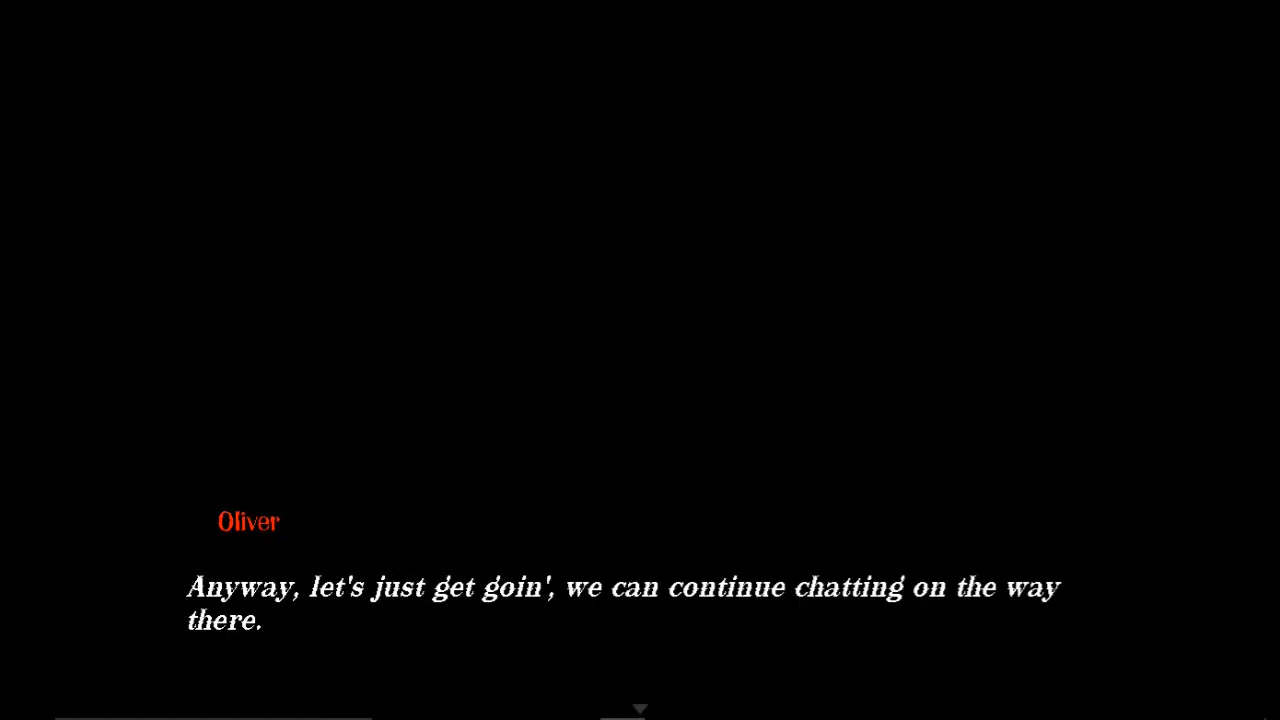 Oliver
Anyway, let's just get goin', we can continue chatting on the way
there.